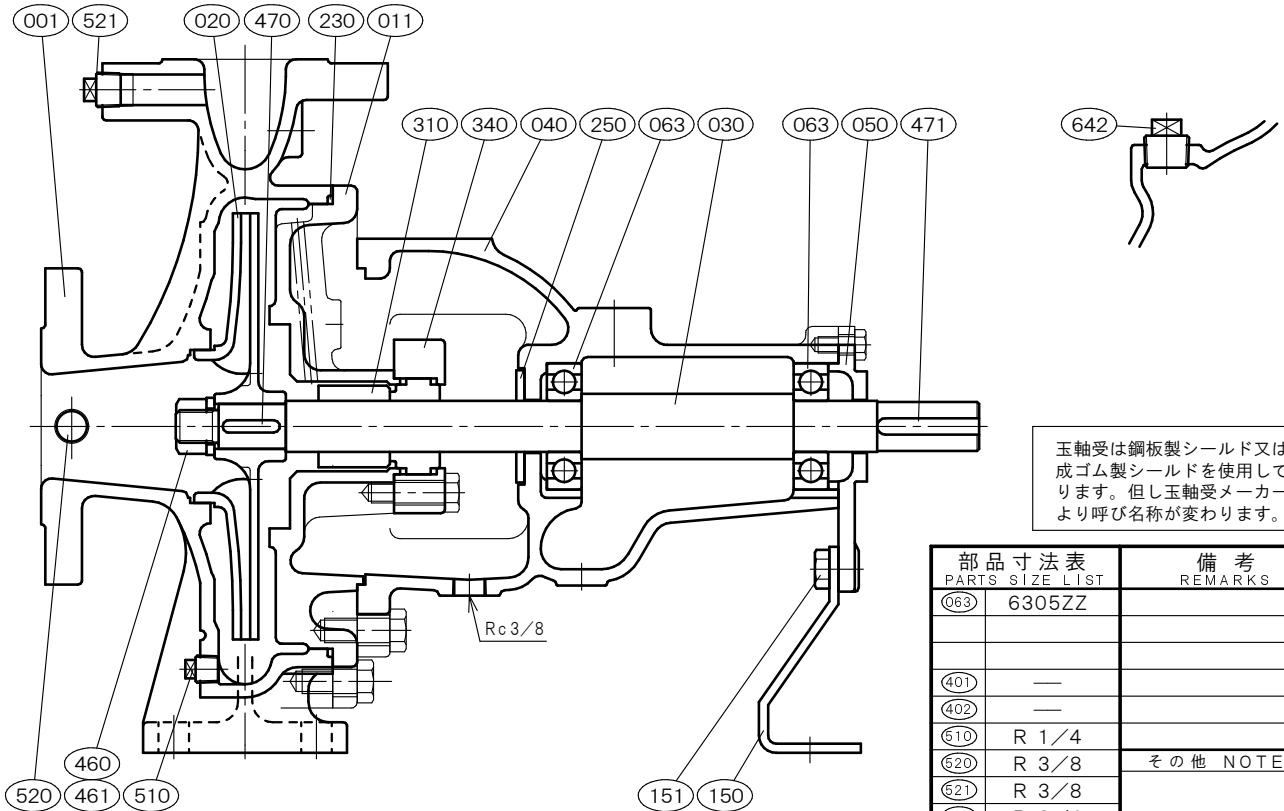 001 521 020 470 230 011
310 340 040 250 063 030 063 050 471
642
玉軸受は鋼板製シールド又は
成ゴム製シールドを使用して
ります。但し玉軸受メーカー
より呼び名称が変わります。
部品寸法表 備考
PARTS SIZE LIST REMARKS
063 6305ZZ
401 ―
402 ―
510 R 1/4
520 R 3/8 その他 NOTE
521 R 3/8
Rc3/8
460
520 461 510 151 150